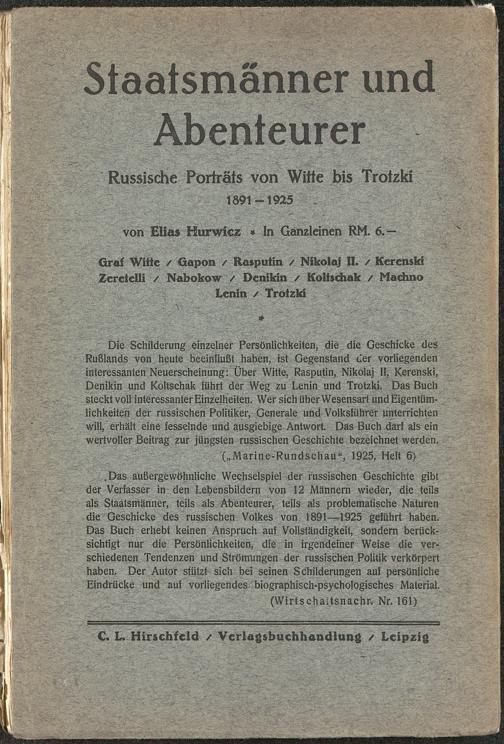 Staatsmänner und
Abenteurer
Russische Porträts von Witte bis Trotzki
1891–1925
von Elias Hurwicz * In Ganzleinen RM. 6.—
Graf Witte / Gapon / Rasputin / Nikolaj II. / Kerenski
Zeretelli / Nabokow / Denikin / Koltschak / Machno
Lenin / Trotzki
*
Die Schilderung einzelner Persönlichkeiten, die die Geschicke des
Rußlands von heute beeinflußt haben, ist Gegenstand der vorliegenden
interessanten Neuerscheinung: Über Witte, Rasputin, Nikolaj II, Kerenski,
Denikin und Koltschak führt der Weg zu Lenin und Trotzki. Das Buch
steckt voll interessanter Einzelheiten. Wer sich über Wesensart und Eigentüm-
lichkeiten der russischen Politiker, Generale und Volksführer unterrichten
will, erhält eine fesselnde und ausgiebige Antwort. Das Buch darf als ein
wertvoller Beitrag zur jüngsten russischen Geschichte bezeichnet werden.
(„Marine-Rundschau“, 1925, Heft 6)
Das außergewöhnliche Wechselspiel der russischen Geschichte gibt
der Verfasser in den Lebensbildern von 12 Männern wieder, die teils
als Staatsmänner, teils als Abenteurer, teils als problematische Naturen
die Geschicke des russischen Volkes von 1891—1925 geführt haben.
Das Buch erhebt keinen Anspruch auf Vollständigkeit, sondern berück-
sichtigt nur die Persönlichkeiten, die in irgendeiner Weise die ver-
schiedenen Tendenzen und Strömungen der russischen Politik verkörpert
haben. Der Autor stützt sich bei seinen Schilderungen auf persönliche
Eindrücke und auf vorliegendes biographisch-psychologisches Material.
(Wirtschaftsnachr. Nr. 161)
C. L. Hirschfeld / Verlagsbuchhandlung / Leipzig